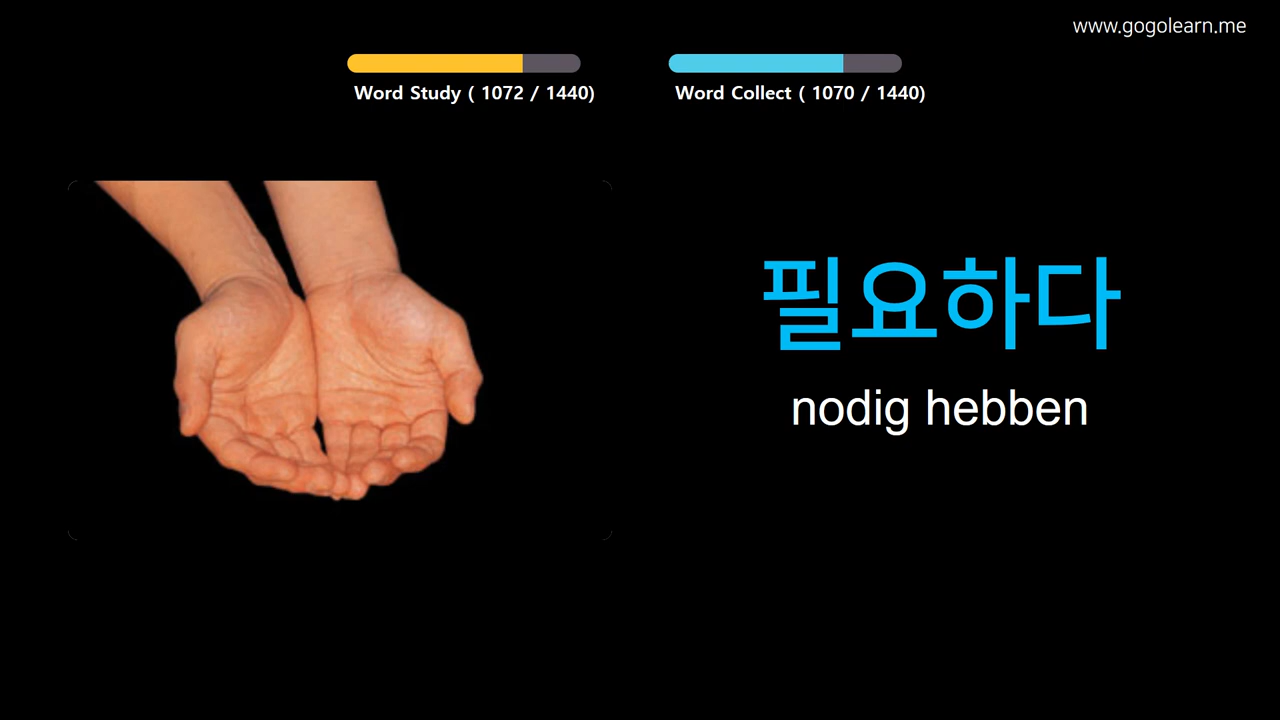 www.gogolearn.me
Word Study ( 1072 / 1440)
Word Collect ( 1070 / 1440)
필요하다
nodig hebben